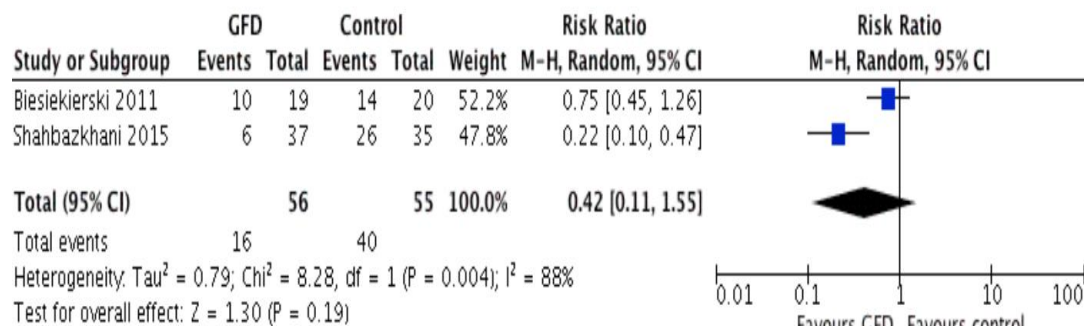 GFD Control Risk Ratio Risk Ratio
Study or Subgroup Events Total Events Total Weight M-H, Random, 95% CI M-H, Random, 95% CI
Biesiekierski 2011 10 19 14 20 52.2% 0.75 [0.45, 1.26]
Shahbazkhani 2015 6 37 26 35 47.8% 0.22 [0.10, 0.47]
Total (95% CI) 56 55 100.0% 0.42 [0.11, 1.55]
Total events 16 40
Heterogeneity: Tau² = 0.79; Chi² = 8.28, df = 1 (P = 0.004); I² = 88%
Test for overall effect: Z = 1.30 (P = 0.19)
0.01 0.1 1 10 100
Favours GFD Favours control